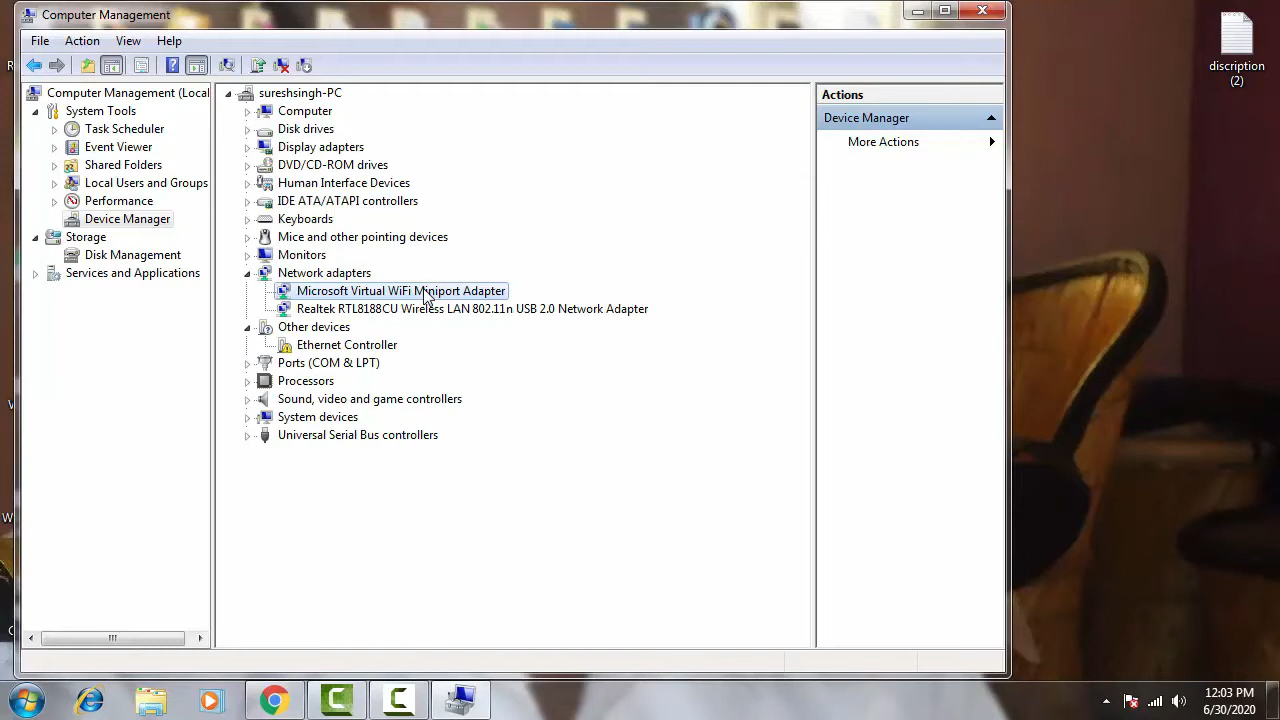 Computer Management
File Action View Help
Computer Management (Local
System Tools
Task Scheduler
Event Viewer
Shared Folders
Local Users and Groups
Performance
Device Manager
Storage
Disk Management
Services and Applications
sureshsingh-PC
Computer
Disk drives
Display adapters
DVD/CD-ROM drives
Human Interface Devices
IDE ATA/ATAPI controllers
Keyboards
Mice and other pointing devices
Monitors
Network adapters
Microsoft Virtual WiFi Miniport Adapter
Realtek RTL8188CU Wireless LAN 802.11n USB 2.0 Network Adapter
Other devices
Ethernet Controller
Ports (COM & LPT)
Processors
Sound, video and game controllers
System devices
Universal Serial Bus controllers
Actions
Device Manager
More Actions
discription
(2)
12:03 PM
6/30/2020